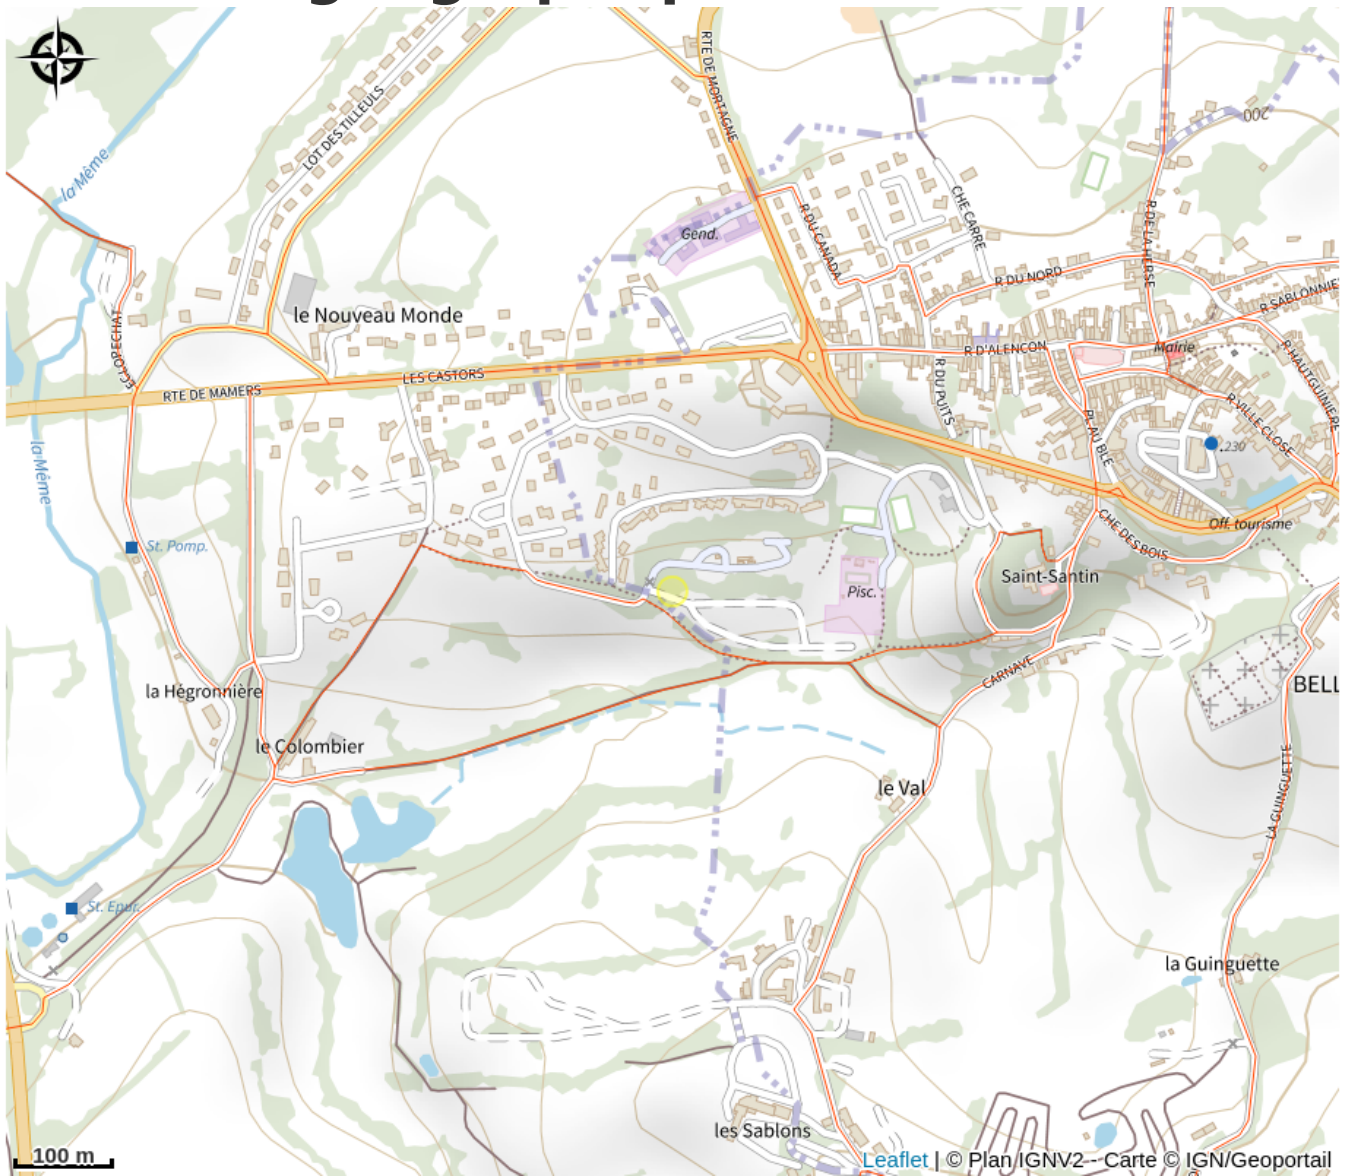 RTE DE MORTAGNE
LOT DES TILLEULS
la Même
200
CHE CARRE
R DE LA HERSE
R DU CANADA
Gend.
R DU NORD
R SABLONNIE
le Nouveau Monde
ECOTOPECHAT
R D'ALENCON
Mairie
R HAUTGUINIERE
LES CASTORS
RTE DE MAMERS
R DU PUITS
PL AU BLE
R VILLE CLOSE
.230
la Même
Off. tourisme
CHE DES BOIS
St. Pomp.
Saint-Santin
Pisc.
CARNAVE
BELL
la Hégronnière
le Colombier
le Val
LA GUINGUETTE
St. Epur.
la Guinguette
les Sablons
100 m
Leaflet | © Plan IGNV2 - Carte © IGN/Geoportail